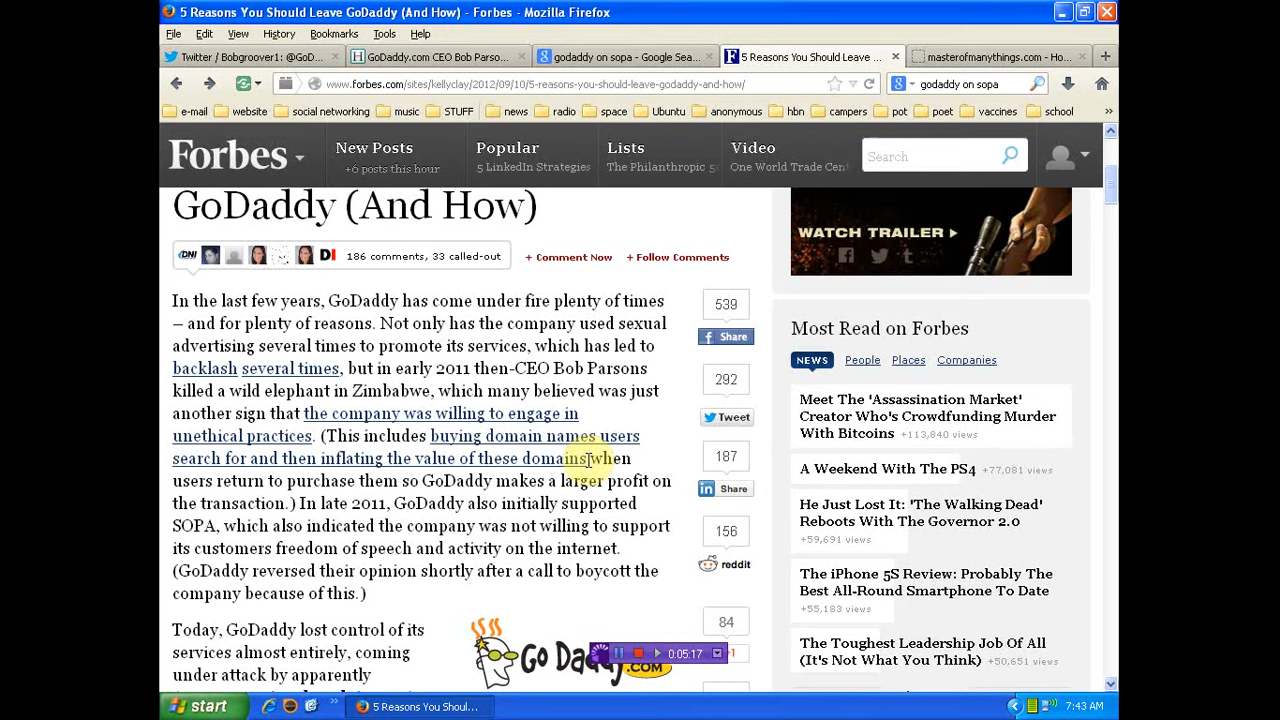 5 Reasons You Should Leave GoDaddy (And How) - Forbes - Mozilla Firefox
File Edit View History Bookmarks Tools Help
Twitter / Bobgroover1: @GoD...
GoDaddy.com CEO Bob Parso...
godaddy on sopa - Google Sea...
5 Reasons You Should Leave ...
masterofmanythings.com - Ho...
www.forbes.com/sites/kellyclay/2012/09/10/5-reasons-you-should-leave-godaddy-and-how/
godaddy on sopa
e-mail website social networking music STUFF news radio space Ubuntu animals hbn campers pot poet vaccines school
Forbes
New Posts
+6 posts this hour
Popular
5 LinkedIn Strategies
Lists
The Philanthropic 5
Video
One World Trade Cen
Search
GoDaddy (And How)
DNI
DI
186 comments, 33 called-out
+ Comment Now
+ Follow Comments
In the last few years, GoDaddy has come under fire plenty of times
– and for plenty of reasons. Not only has the company used sexual
advertising several times to promote its services, which has led to
backlash several times, but in early 2011 then-CEO Bob Parsons
killed a wild elephant in Zimbabwe, which many believed was just
another sign that the company was willing to engage in
unethical practices. (This includes buying domain names users
search for and then inflating the value of these domains when
users return to purchase them so GoDaddy makes a larger profit on
the transaction.) In late 2011, GoDaddy also initially supported
SOPA, which also indicated the company was not willing to support
its customers freedom of speech and activity on the internet.
(GoDaddy reversed their opinion shortly after a call to boycott the
company because of this.)
Today, GoDaddy lost control of its
services almost entirely, coming
under attack by apparently
Go Daddy
.COM
539
Share
292
Tweet
187
Share
156
reddit
84
+1
0:05:17
WATCH TRAILER
Most Read on Forbes
NEWS People Places Companies
Meet The 'Assassination Market'
Creator Who's Crowdfunding Murder
With Bitcoins +113,840 views
A Weekend With The PS4 +77,081 views
He Just Lost It: 'The Walking Dead'
Reboots With The Governor 2.0
+59,691 views
The iPhone 5S Review: Probably The
Best All-Round Smartphone To Date
+55,183 views
The Toughest Leadership Job Of All
(It's Not What You Think) +50,651 views
start
5 Reasons You Shoul...
7:43 AM